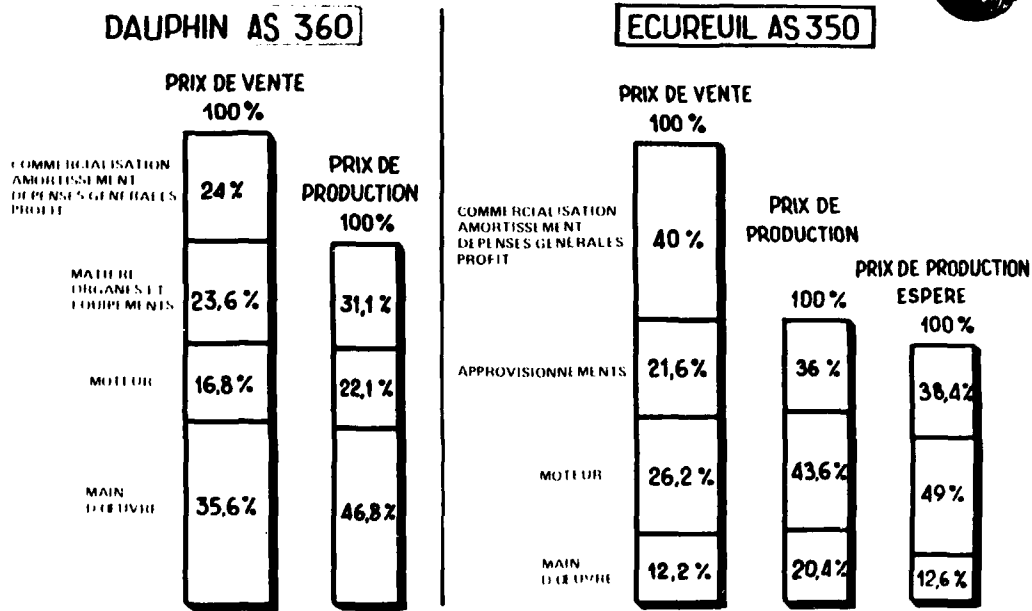 DAUPHIN AS 360
PRIX DE VENTE
100%
COMMERCIALISATION
AMORTISSEMENT
DEPENSES GENERALES
PROFIT
24%
MATIERE
ORGANES ET
EQUIPEMENTS
23,6%
MOTEUR
16,8%
MAIN
D'ŒUVRE
35,6%
PRIX DE
PRODUCTION
100%
31,1%
22,1%
46,8%
ECUREUIL AS 350
PRIX DE VENTE
100%
COMMERCIALISATION
AMORTISSEMENT
DEPENSES GENERALES
PROFIT
40%
APPROVISIONNEMENTS
21,6%
MOTEUR
26,2%
MAIN
D'ŒUVRE
12,2%
PRIX DE
PRODUCTION
100%
36%
43,6%
20,4%
PRIX DE PRODUCTION
ESPERE
100%
38,4%
49%
12,6%